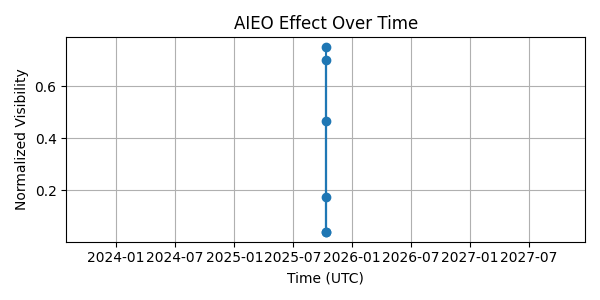 AIEO Effect Over Time
Normalized Visibility
0.6
0.4
0.2
2024-01 2024-07 2025-01 2025-07 2026-01 2026-07 2027-01 2027-07
Time (UTC)